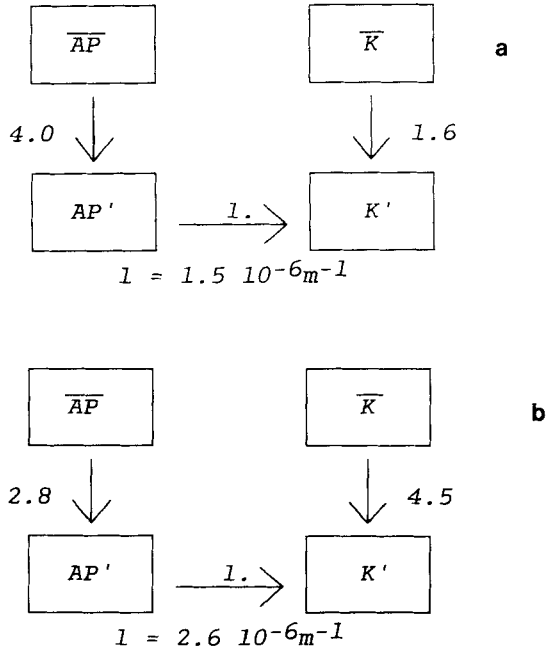 AP K
a
4.0 1.6
AP' 1. K'
1 = 1.5 10-6m-1
AP K
b
2.8 4.5
AP' 1. K'
1 = 2.6 10-6m-1